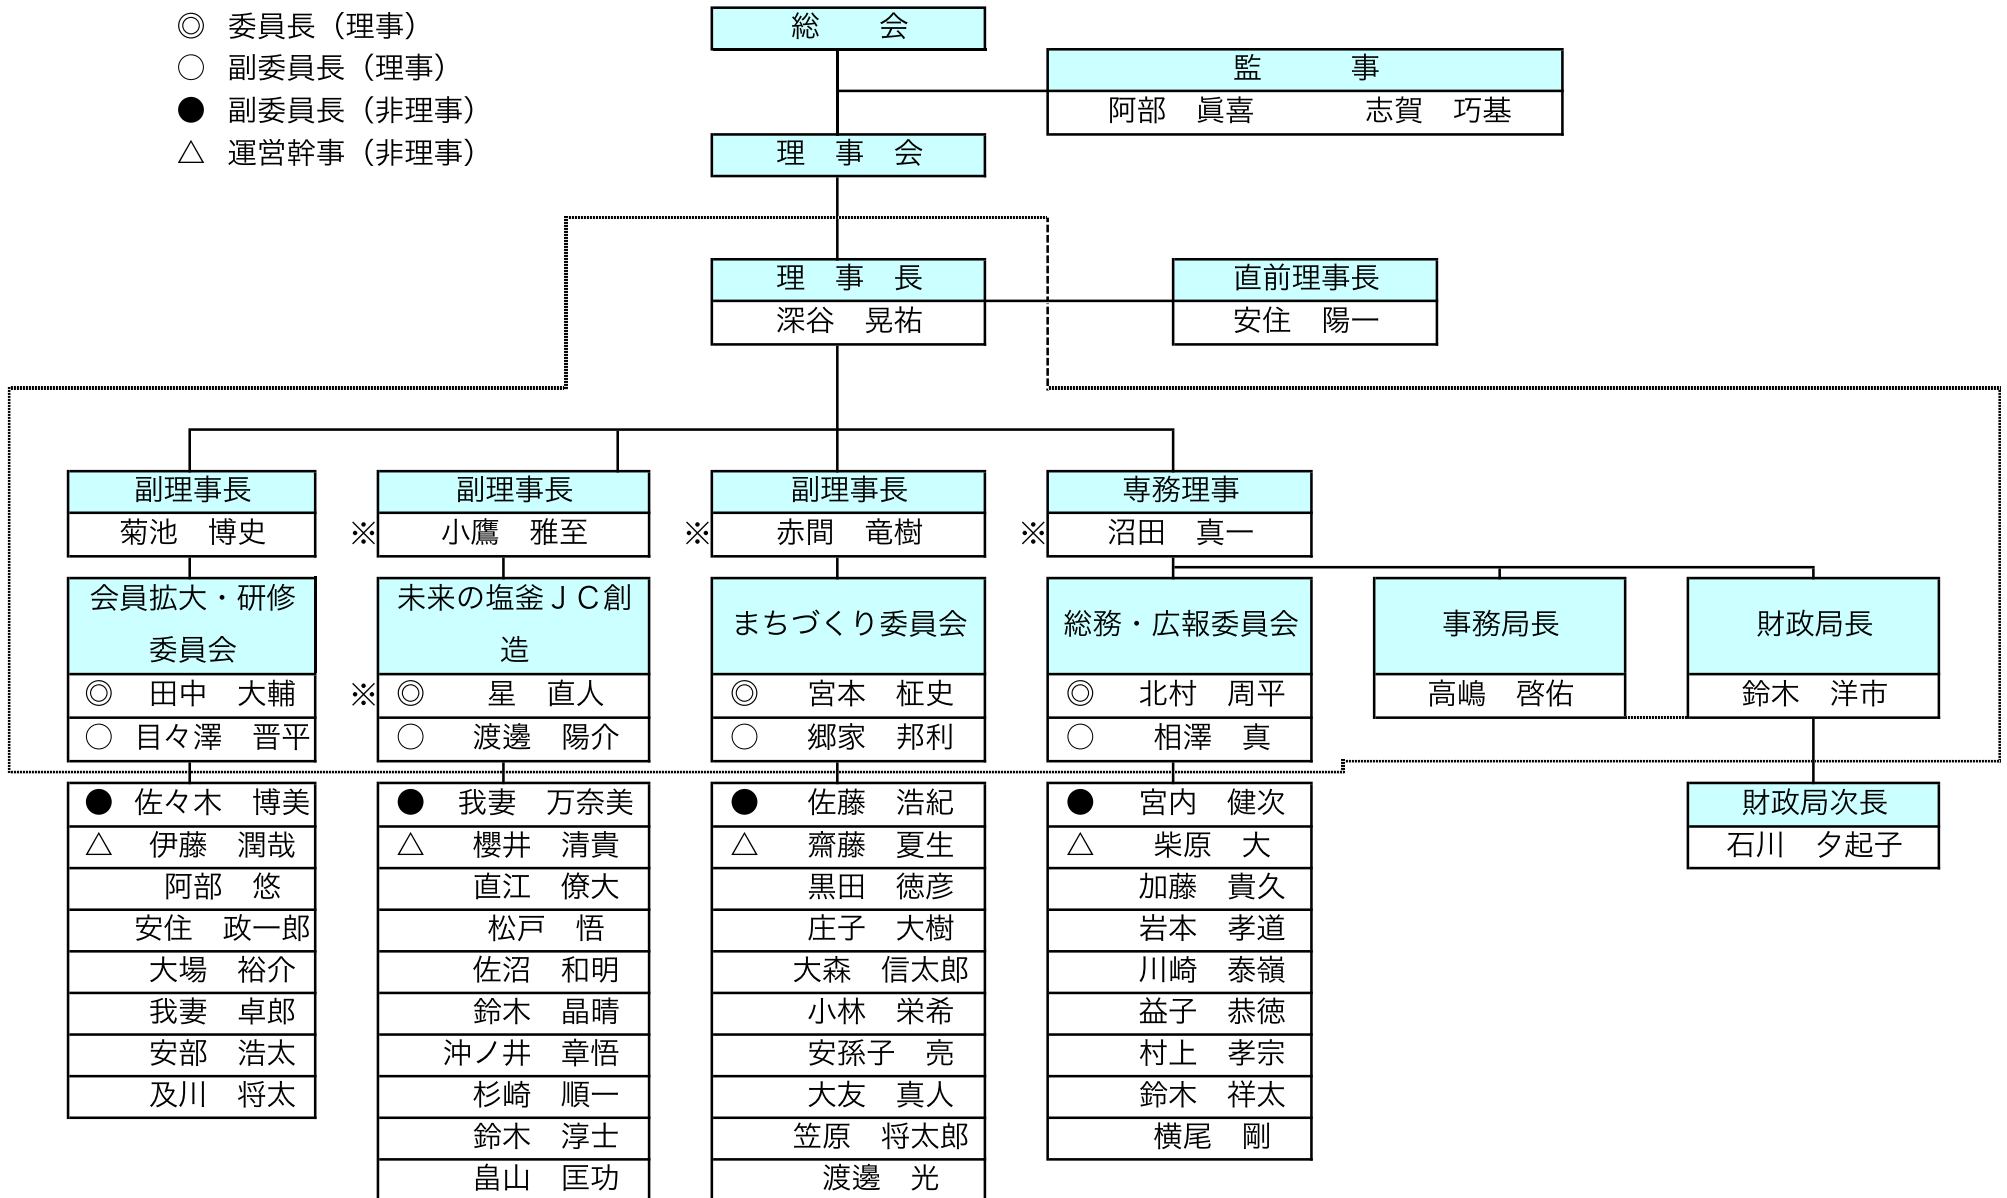 ◎ 委員長（理事）
○ 副委員長（理事）
● 副委員長（非理事）
△ 運営幹事（非理事）
総　会
監　事
阿部　眞喜　志賀　巧基
理　事　会
理　事　長
深谷　晃祐
直前理事長
安住　陽一
副理事長
菊池　博史
※
副理事長
小鷹　雅至
※
副理事長
赤間　竜樹
※
専務理事
沼田　真一
会員拡大・研修
委員会
◎ 田中　大輔
○ 目々澤　晋平
● 佐々木　博美
△ 伊藤　潤哉
阿部　悠
安住　政一郎
大場　裕介
我妻　卓郎
安部　浩太
及川　将太
未来の塩釜ＪＣ創
造
※ ◎ 星　直人
○ 渡邊　陽介
● 我妻　万奈美
△ 櫻井　清貴
直江　僚大
松戸　悟
佐沼　和明
鈴木　晶晴
沖ノ井　章悟
杉崎　順一
鈴木　淳士
畠山　匡功
まちづくり委員会
◎ 宮本　柾史
○ 郷家　邦利
● 佐藤　浩紀
△ 齋藤　夏生
黒田　徳彦
庄子　大樹
大森　信太郎
小林　栄希
安孫子　亮
大友　真人
笠原　将太郎
渡邊　光
総務・広報委員会
◎ 北村　周平
○ 相澤　真
● 宮内　健次
△ 柴原　大
加藤　貴久
岩本　孝道
川崎　泰嶺
益子　恭徳
村上　孝宗
鈴木　祥太
横尾　剛
事務局長
高嶋　啓佑
財政局長
鈴木　洋市
財政局次長
石川　夕起子